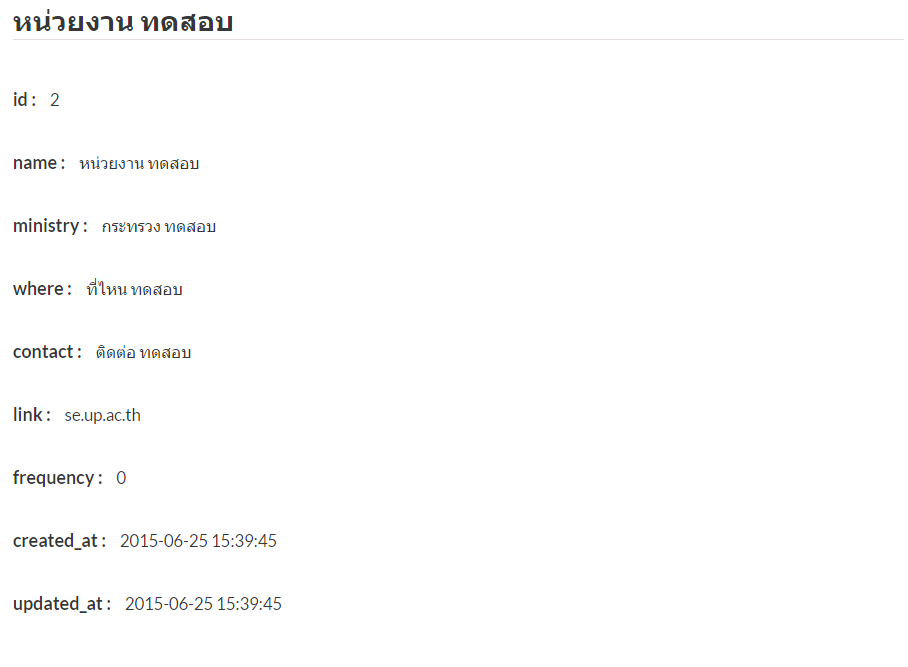 หน่วยงาน ทดสอบ
id : 2
name : หน่วยงาน ทดสอบ
ministry : กระทรวง ทดสอบ
where : ที่ไหน ทดสอบ
contact : ติดต่อ ทดสอบ
link : se.up.ac.th
frequency : 0
created_at : 2015-06-25 15:39:45
updated_at : 2015-06-25 15:39:45